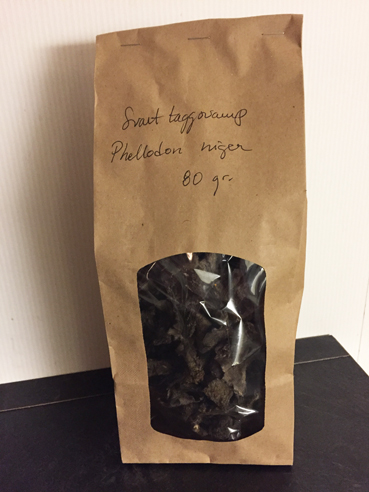 Svart taggsvamp
Phellodon niger
80 gr